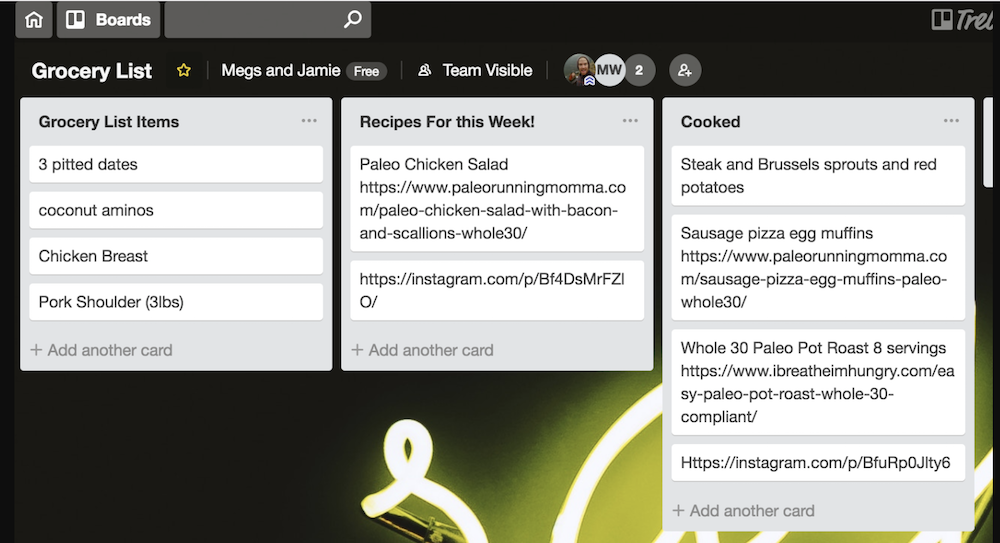 Boards
Grocery List
Megs and Jamie Free
Team Visible
MW
2
Grocery List Items
3 pitted dates
coconut aminos
Chicken Breast
Pork Shoulder (3lbs)
+ Add another card
Recipes For this Week!
Paleo Chicken Salad
https://www.paleorunningmomma.co
m/paleo-chicken-salad-with-bacon-
and-scallions-whole30/
https://instagram.com/p/Bf4DsMrFZl
O/
+ Add another card
Cooked
Steak and Brussels sprouts and red
potatoes
Sausage pizza egg muffins
https://www.paleorunningmomma.co
m/sausage-pizza-egg-muffins-paleo-
whole30/
Whole 30 Paleo Pot Roast 8 servings
https://www.ibreatheimhungry.com/ea
sy-paleo-pot-roast-whole-30-
compliant/
Https://instagram.com/p/BfuRp0Jlty6
+ Add another card